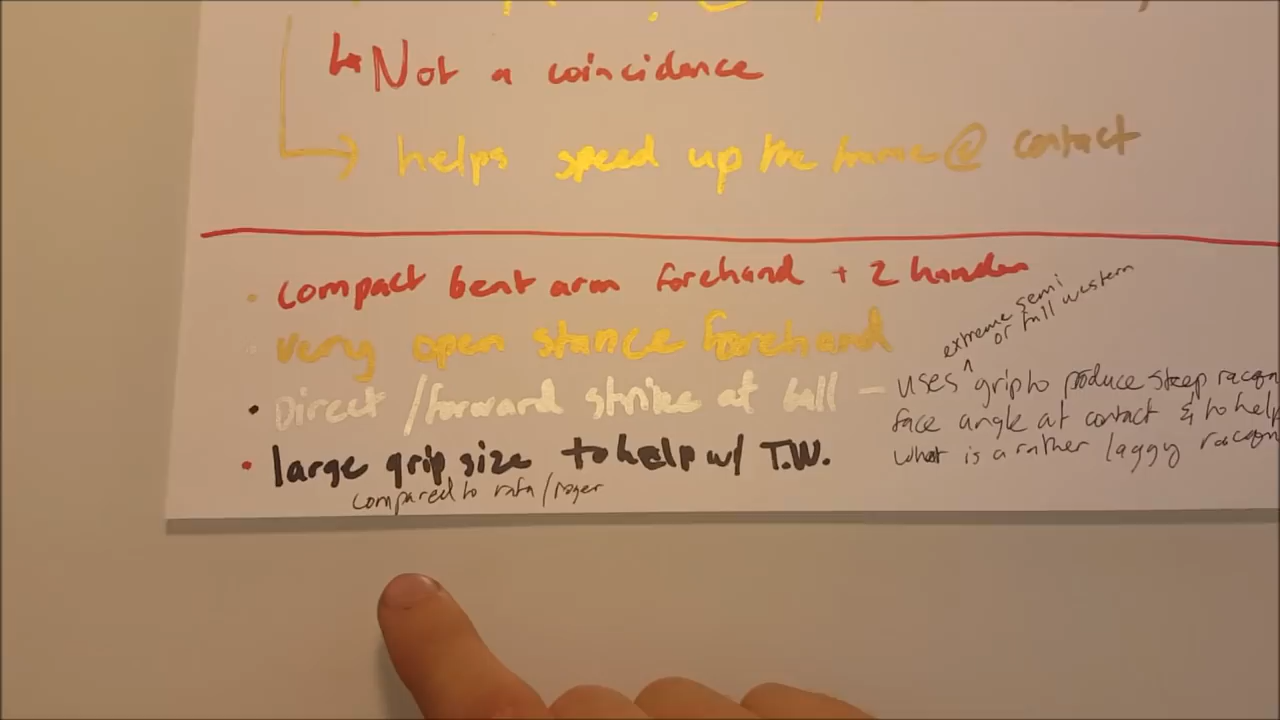 ↳ Not a coincidence
→ helps speed up the frame @ contact
• compact bent arm forehand + 2 hander
• very open stance forehand
• Direct / forward strike at ball – uses ^ grip to produce steep
extreme semi
or full western
face angle at contact & to help
what is a rather laggy
• large grip size to help w/ T.W.
compared to rafa / roger